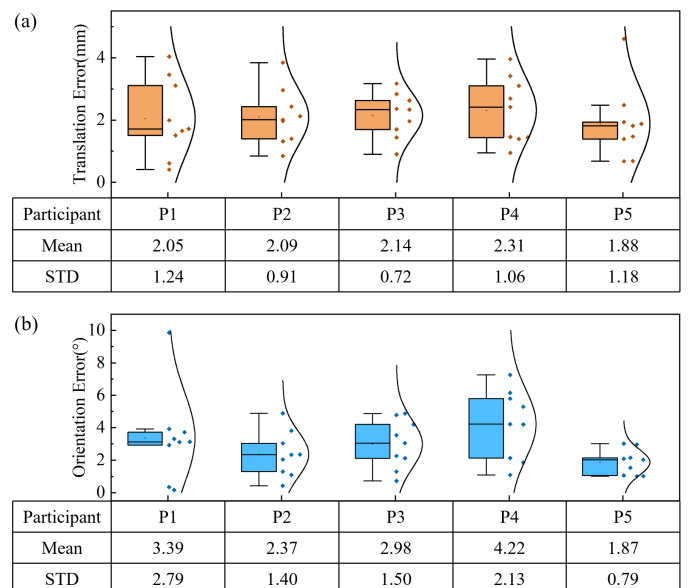 (a)
Translation Error(mm)
4
2
0
Participant P1 P2 P3 P4 P5
Mean 2.05 2.09 2.14 2.31 1.88
STD 1.24 0.91 0.72 1.06 1.18
(b)
Orientation Error(°)
10
8
6
4
2
0
Participant P1 P2 P3 P4 P5
Mean 3.39 2.37 2.98 4.22 1.87
STD 2.79 1.40 1.50 2.13 0.79